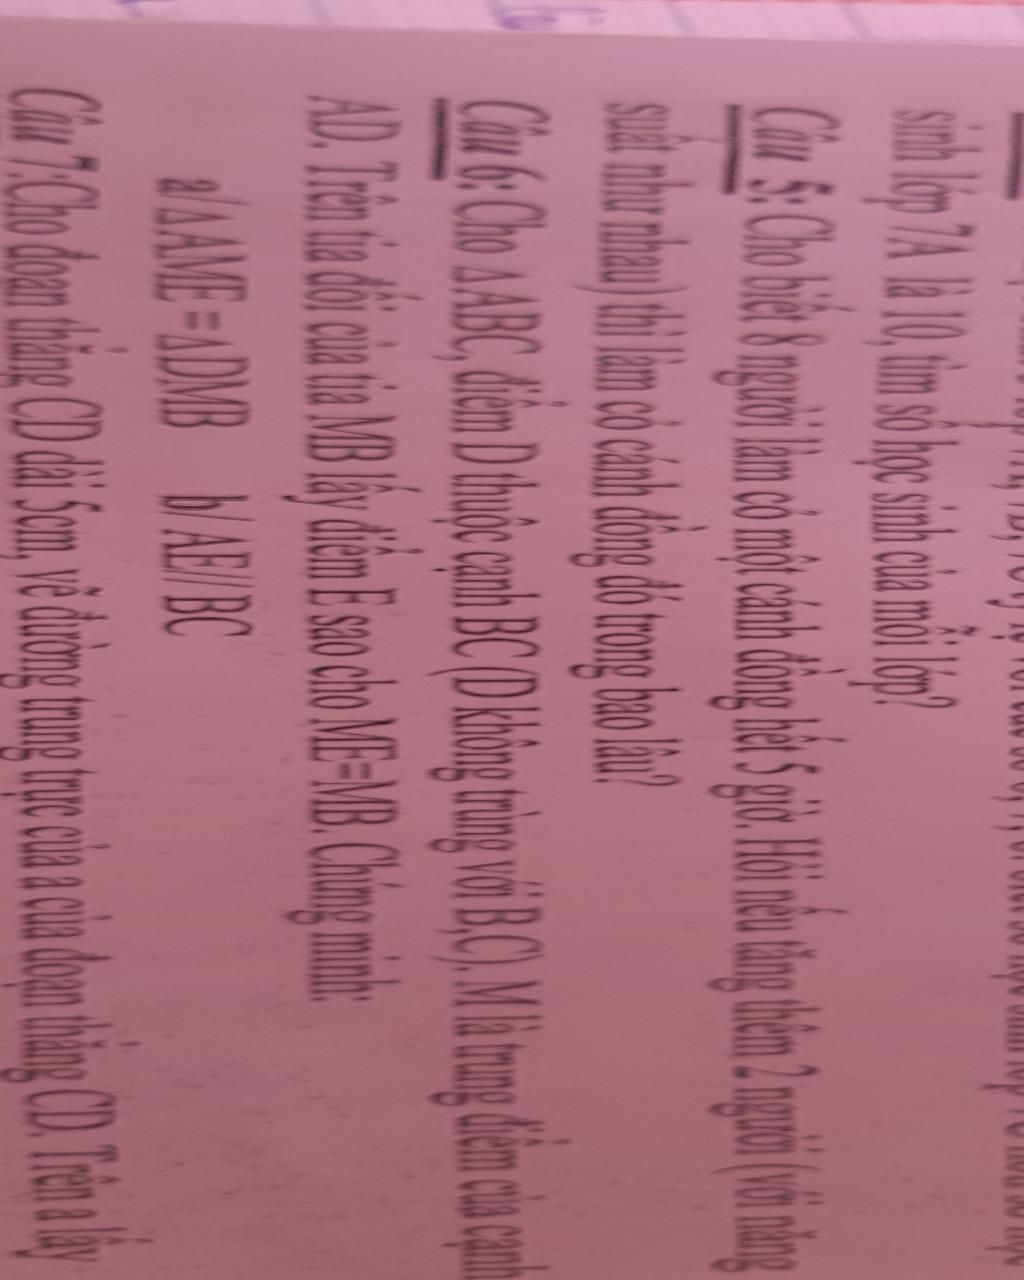 sinh lớp 7A là 10, tìm số học sinh của mỗi lớp?
Câu 5: Cho biết 8 người làm cỏ một cánh đồng hết 5 giờ. Hỏi nếu tăng thêm 2 người (với năng
suất như nhau) thì làm cỏ cánh đồng đó trong bao lâu?
Câu 6: Cho Δ ABC, điểm D thuộc cạnh BC (D không trùng với B,C). M là trung điểm của cạnh
AD. Trên tia đối của tia MB lấy điểm E sao cho ME=MB. Chứng minh:
a/ Δ AME = Δ DMB b/ AE// BC
Câu 7: Cho đoạn thẳng CD dài 5cm, vẽ đường trung trực của a của đoạn thẳng CD. Trên a lấy